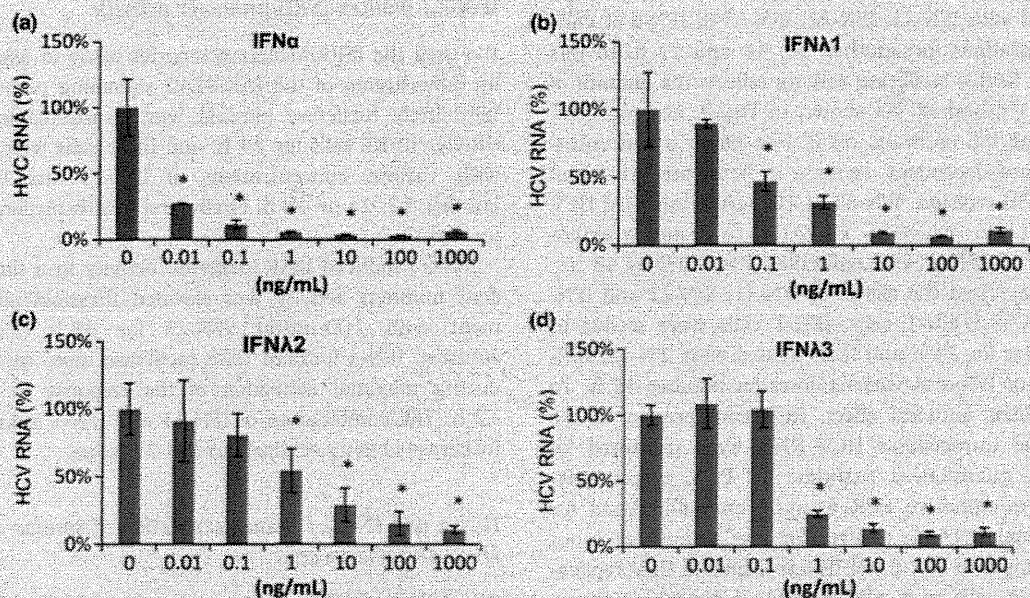 (a)
IFNα
150%
100%
50%
0%
HVC RNA (%)
* * * * * *
0 0.01 0.1 1 10 100 1000
(ng/mL)
(b)
IFNλ1
150%
100%
50%
0%
HCV RNA (%)
* * * * *
0 0.01 0.1 1 10 100 1000
(ng/mL)
(c)
IFNλ2
150%
100%
50%
0%
HCV RNA (%)
* * * *
0 0.01 0.1 1 10 100 1000
(ng/mL)
(d)
IFNλ3
150%
100%
50%
0%
HCV RNA (%)
* * * *
0 0.01 0.1 1 10 100 1000
(ng/mL)